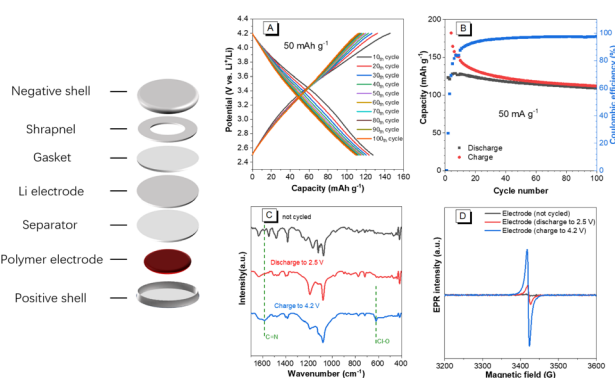 Negative shell
Shrapnel
Gasket
Li electrode
Separator
Polymer electrode
Positive shell
A
50 mAh g⁻¹
10th cycle
20th cycle
30th cycle
40th cycle
50th cycle
60th cycle
70th cycle
80th cycle
90th cycle
100th cycle
Potential (V vs. Li⁺/Li)
4.2
4.0
3.8
3.6
3.4
3.2
3.0
2.8
2.6
2.4
0 20 40 60 80 100 120 140 160
Capacity (mAh g⁻¹)
B
50 mA g⁻¹
Discharge
Charge
Capacity (mAh g⁻¹)
200
150
100
50
0
0 20 40 60 80 100
Cycle number
100
80
60
40
20
0
Coulombic efficiency (%)
C
not cycled
Discharge to 2.5 V
Charge to 4.2 V
C=N
Cl-O
Intensity(a.u.)
1600 1400 1200 1000 800 600 400
Wavenumber (cm⁻¹)
D
Electrode (not cycled)
Electrode (discharge to 2.5 V)
Electrode (charge to 4.2 V)
EPR intensity (a.u.)
3200 3300 3400 3500 3600
Magnetic field (G)